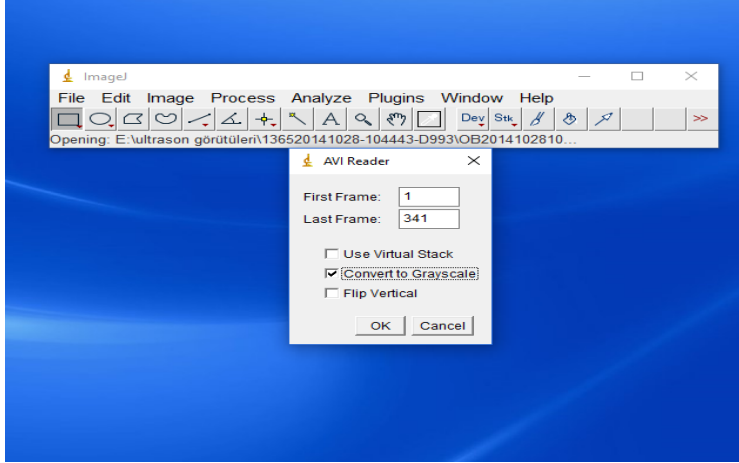 ImageJ
File Edit Image Process Analyze Plugins Window Help
A Dev Stk >>
Opening: E:\ultrason görütüleri\136520141028-104443-D993\OB2014102810...
AVI Reader
First Frame: 1
Last Frame: 341
Use Virtual Stack
Convert to Grayscale
Flip Vertical
OK Cancel